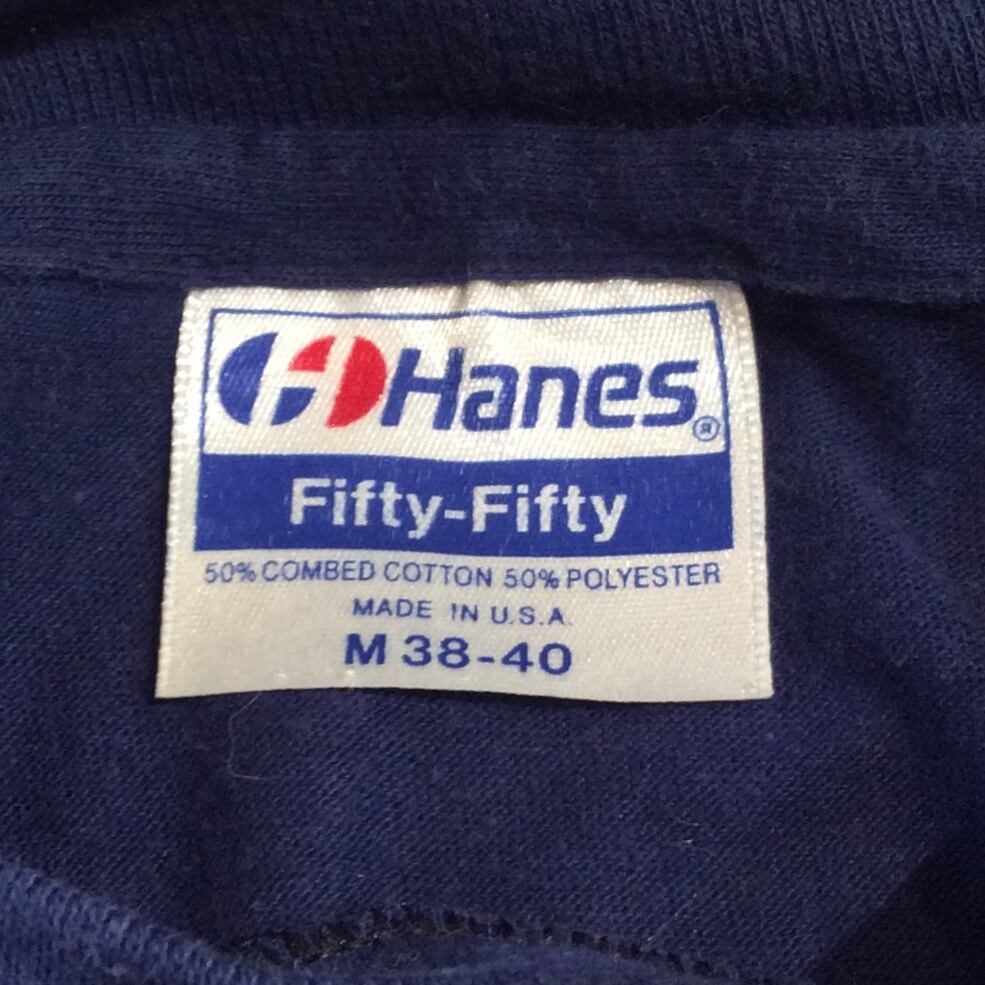 Hanes®
Fifty-Fifty
50% COMBED COTTON 50% POLYESTER
MADE IN U.S.A.
M 38-40